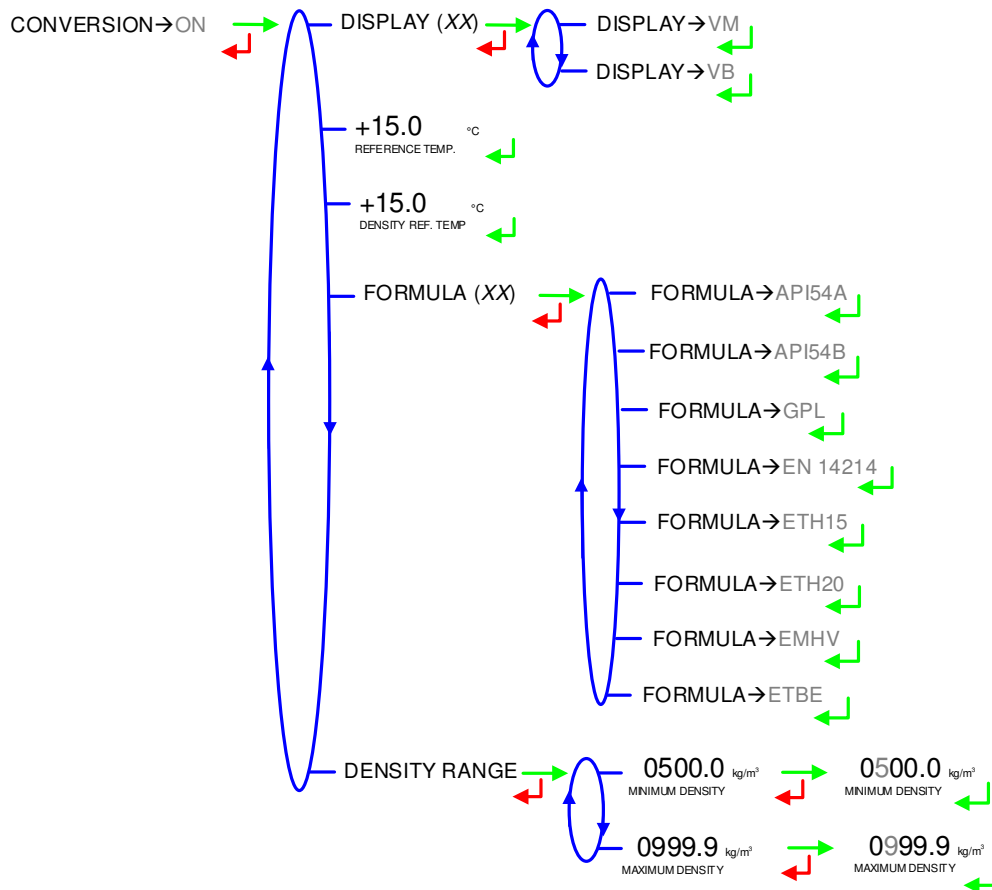 CONVERSION→ON
DISPLAY (XX)
DISPLAY→VM
DISPLAY→VB
+15.0 °C
REFERENCE TEMP.
+15.0 °C
DENSITY REF. TEMP
FORMULA (XX)
FORMULA→API54A
FORMULA→API54B
FORMULA→GPL
FORMULA→EN 14214
FORMULA→ETH15
FORMULA→ETH20
FORMULA→EMHV
FORMULA→ETBE
DENSITY RANGE
0500.0 kg/m³
MINIMUM DENSITY
0500.0 kg/m³
MINIMUM DENSITY
0999.9 kg/m³
MAXIMUM DENSITY
0999.9 kg/m³
MAXIMUM DENSITY